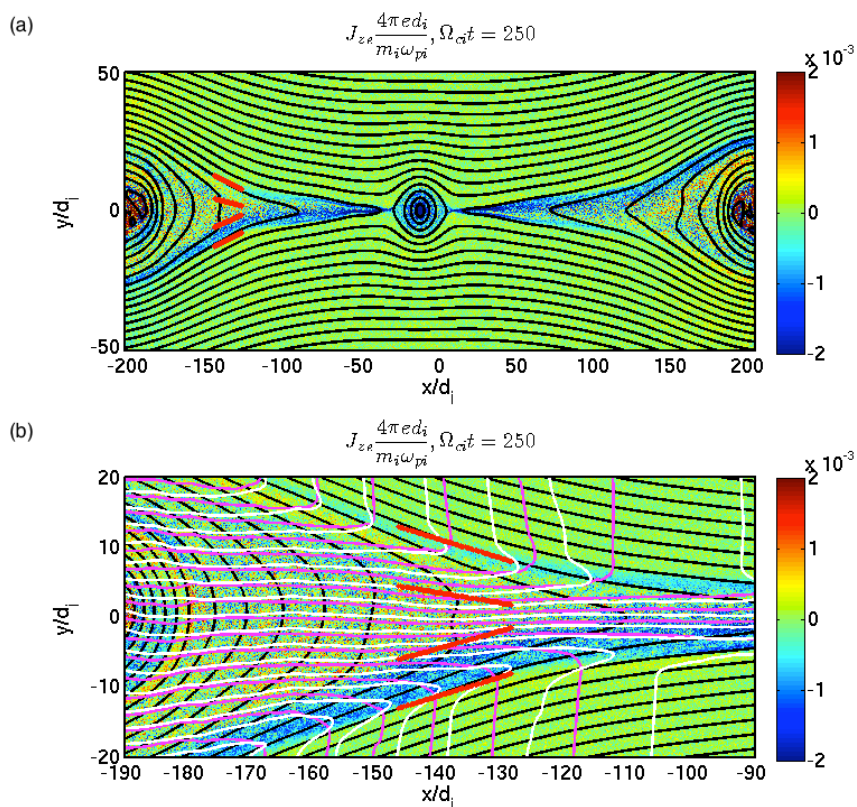 (a)
J_{ze} \frac{4\pi e d_i}{m_i \omega_{pi}}, \Omega_{ci} t = 250
x 10^{-3}
50
0
-50
y/d_i
-200 -150 -100 -50 0 50 100 150 200
x/d_i
2
1
0
-1
-2
(b)
J_{ze} \frac{4\pi e d_i}{m_i \omega_{pi}}, \Omega_{ci} t = 250
x 10^{-3}
20
10
0
-10
-20
y/d_i
-190 -180 -170 -160 -150 -140 -130 -120 -110 -100 -90
x/d_i
2
1
0
-1
-2